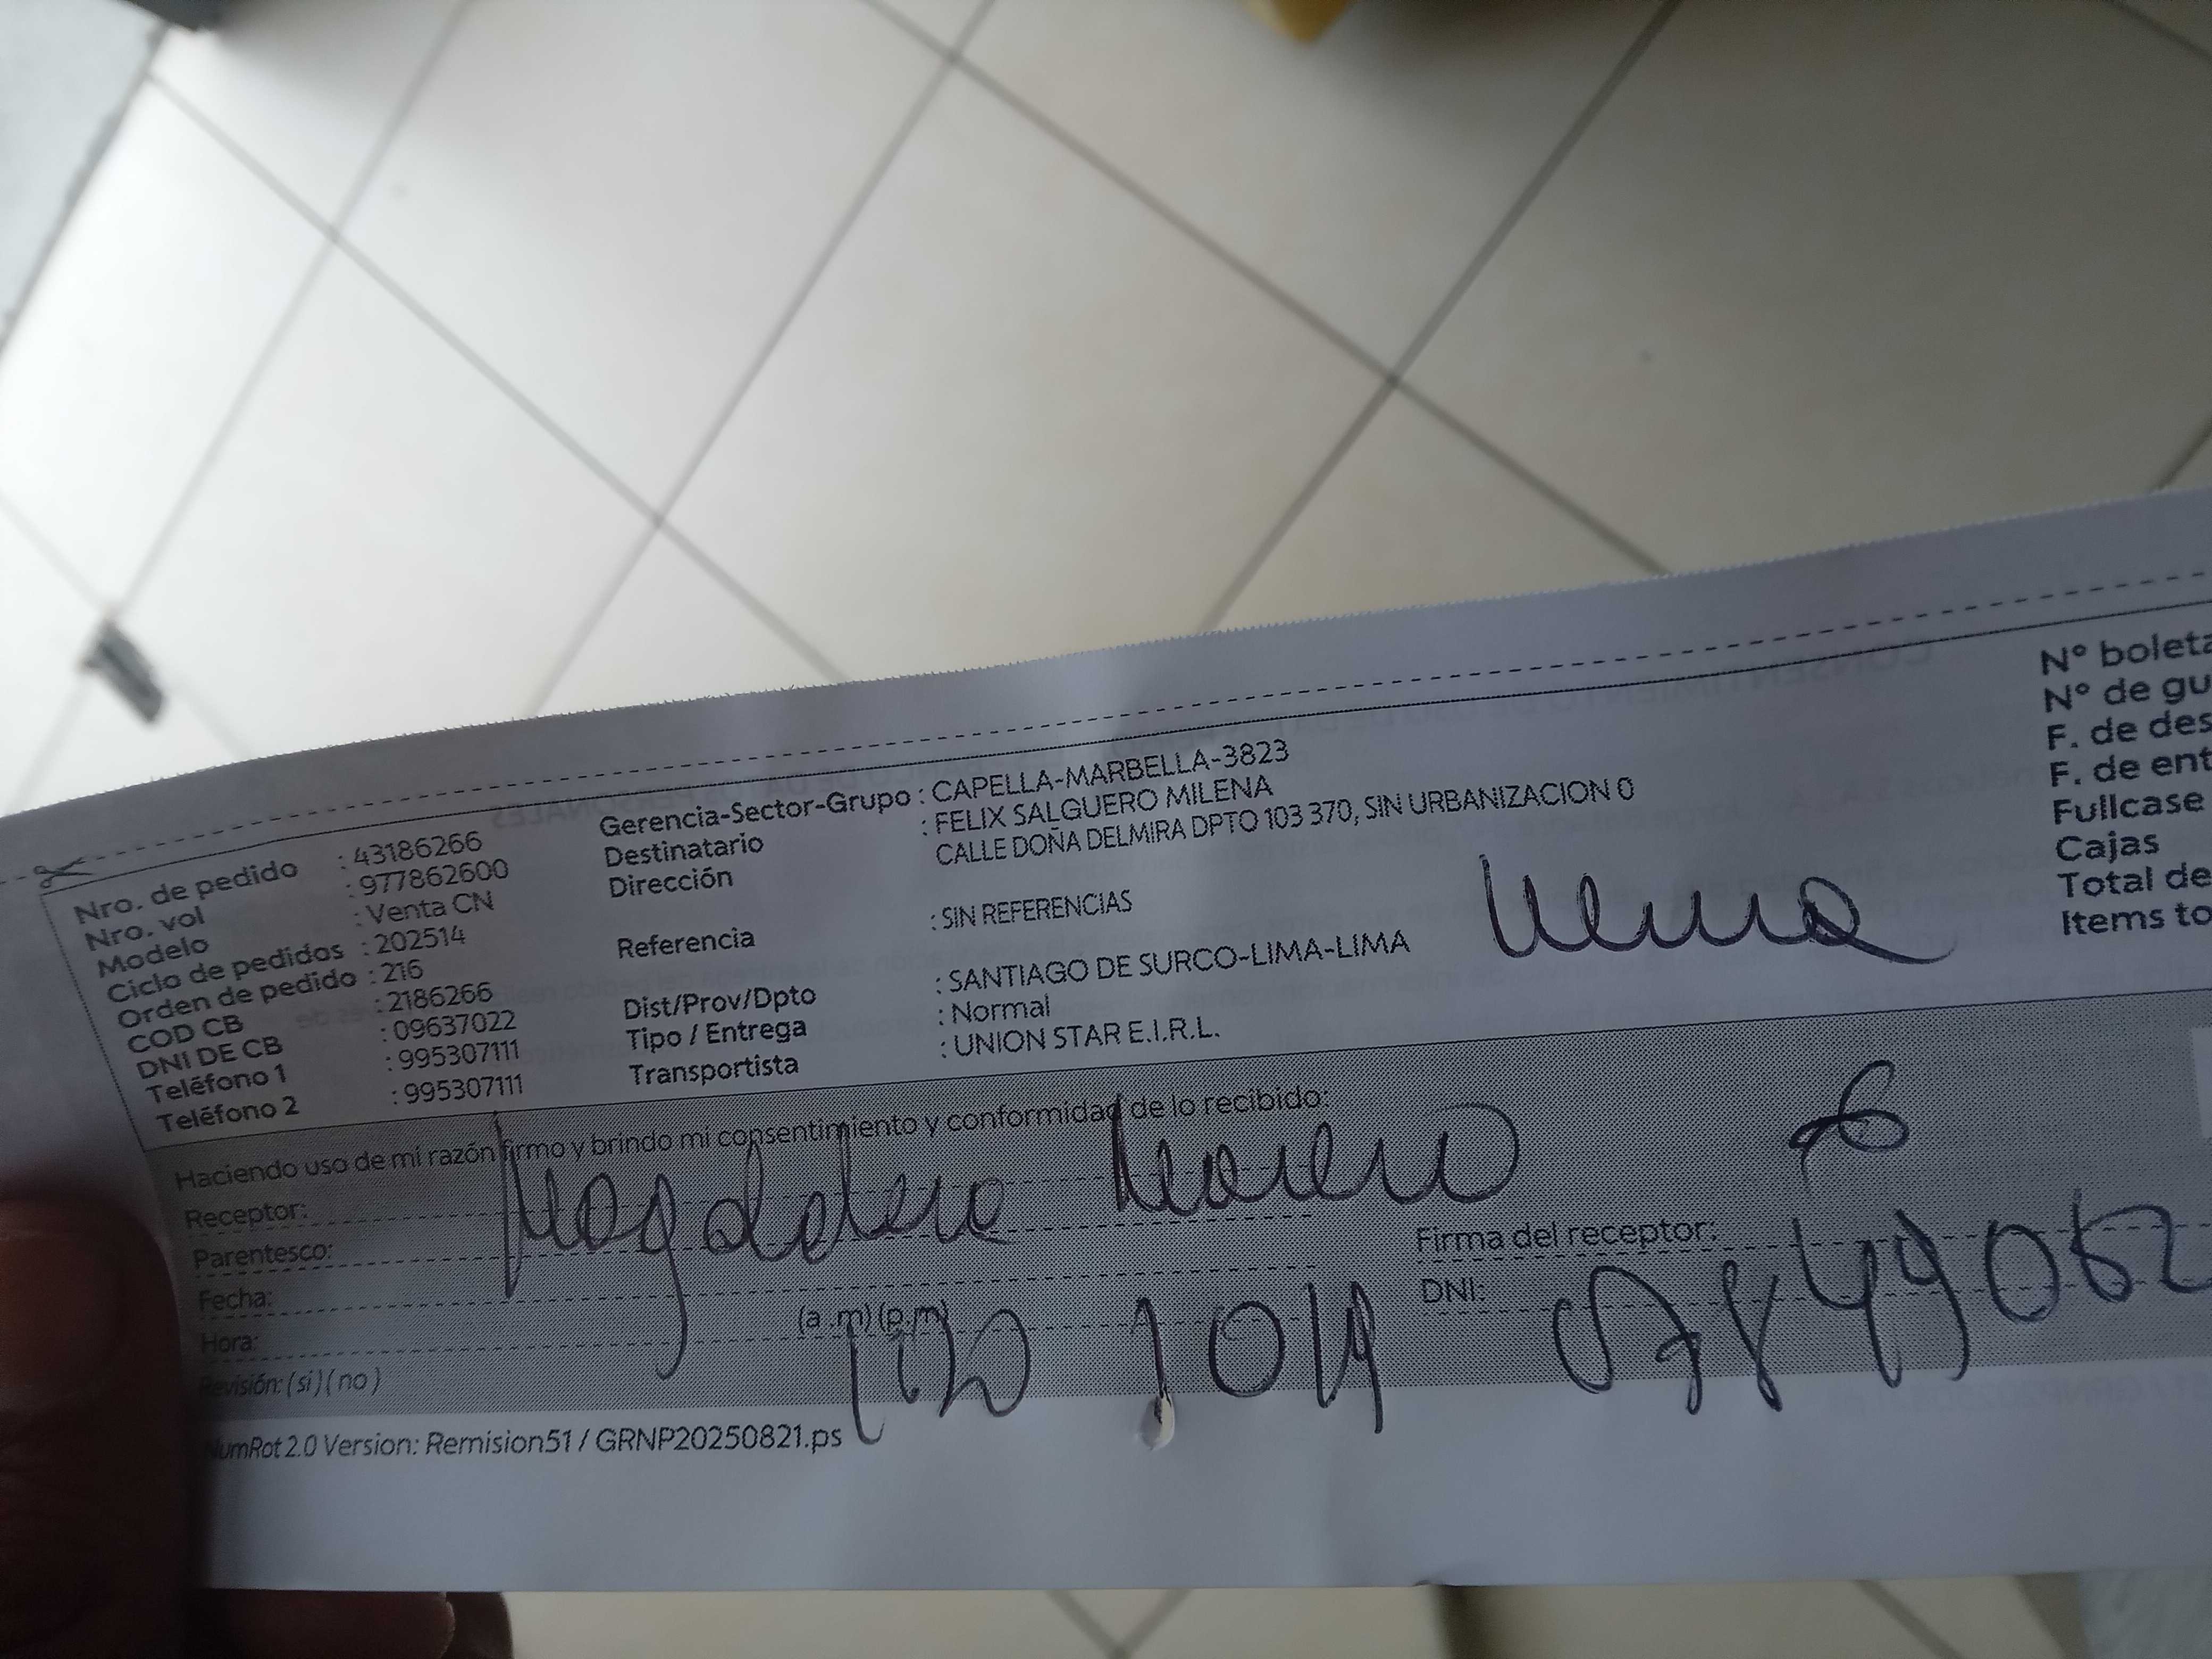 Nro. de pedido : 43186266
Nro. vol : 977862600
Modelo : Venta CN
Ciclo de pedidos : 202514
Orden de pedido : 216
COD CB : 2186266
DNI DE CB : 09637022
Teléfono 1 : 995307111
Teléfono 2 : 995307111
Gerencia-Sector-Grupo : CAPELLA-MARBELLA-3823
Destinatario : FELIX SALGUERO MILENA
Dirección CALLE DOÑA DELMIRA DPTO 103 370, SIN URBANIZACION 0
Referencia : SIN REFERENCIAS
Dist/Prov/Dpto : SANTIAGO DE SURCO-LIMA-LIMA
Tipo / Entrega : Normal
Transportista : UNION STAR E.I.R.L.
N° boleta
N° de gu
F. de des
F. de ent
Fullcase
Cajas
Total de
Items to
Haciendo uso de mi razón firmo y brindo mi consentimiento y conformidad de lo recibido:
Receptor: Magdalena Moreno
Parentesco:
Fecha:
Hora: (a .m) (p.m)
Revisión: (si) (no)
Firma del receptor:
DNI:
NumRot 2.0 Version: Remision51 / GRNP20250821.ps